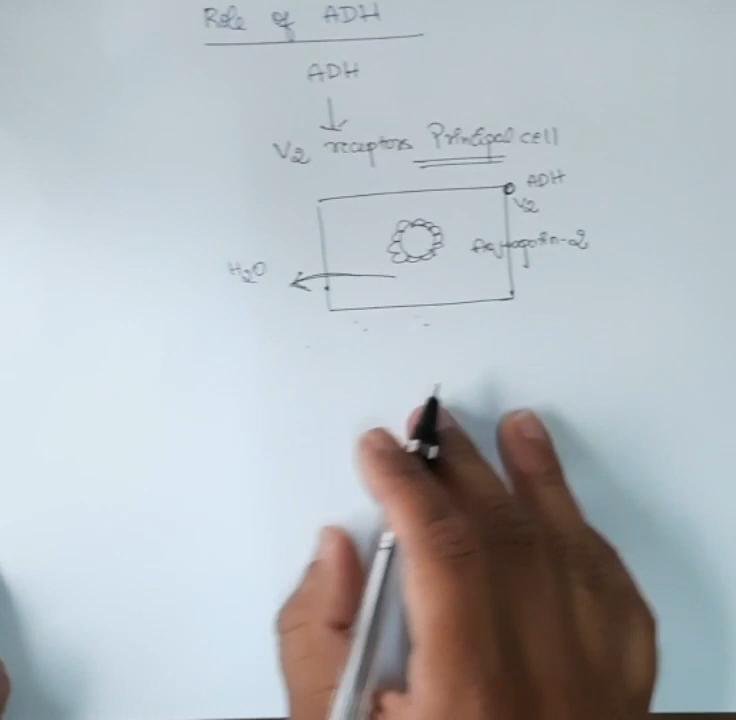 Role of ADH
ADH
V2 receptors Principal cell
ADH
V2
Aquaporin-2
H2O